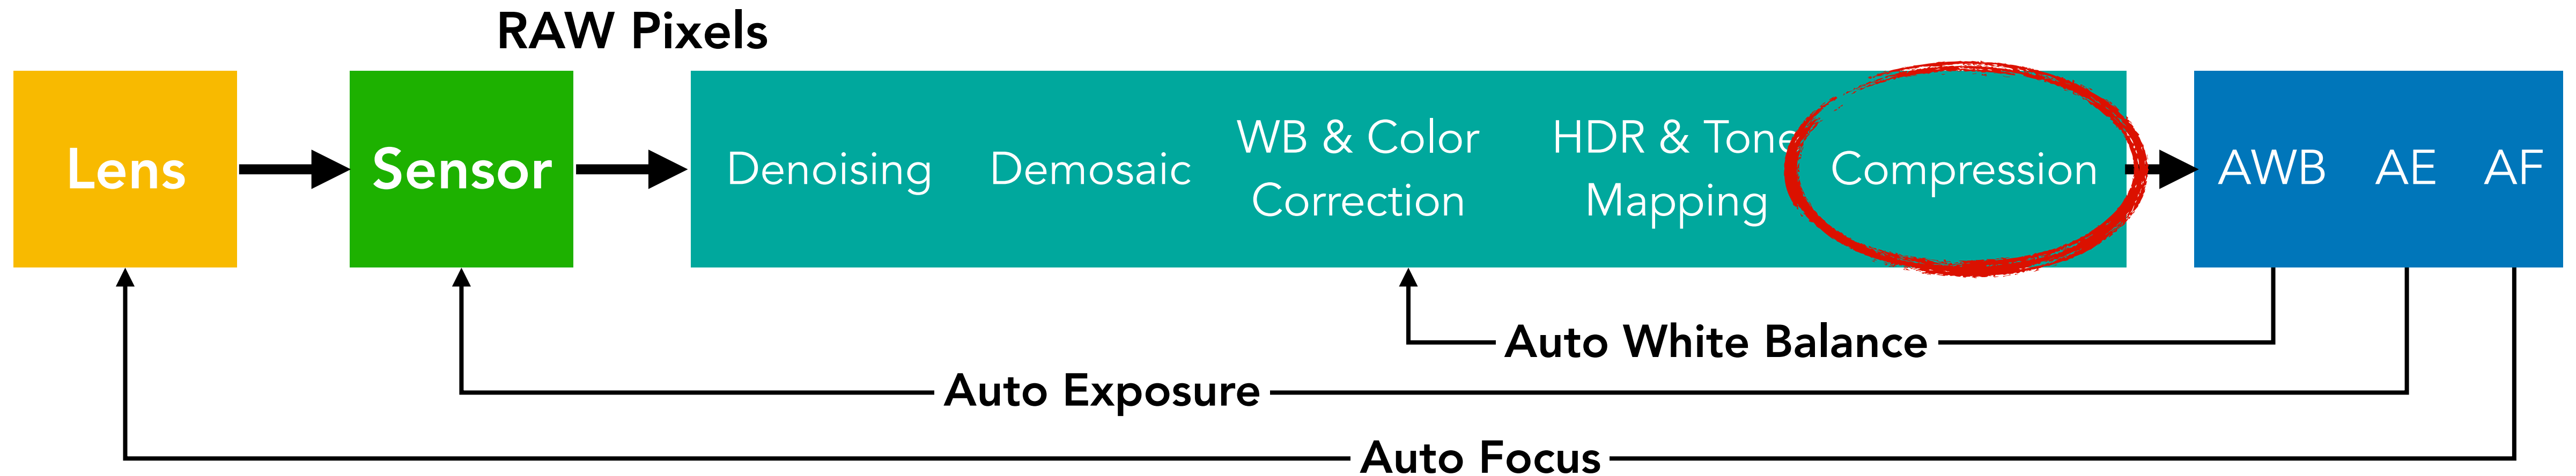 RAW Pixels
Lens
Sensor
Denoising
Demosaic
WB & Color
Correction
HDR & Tone
Mapping
Compression
AWB
AE
AF
Auto White Balance
Auto Exposure
Auto Focus